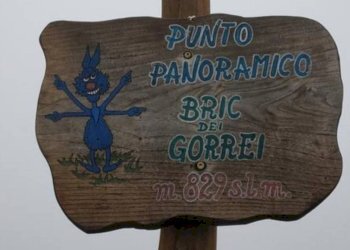 PUNTO
PANORAMICO
BRIC
DEI
GORREI
m. 829 s.l.m.